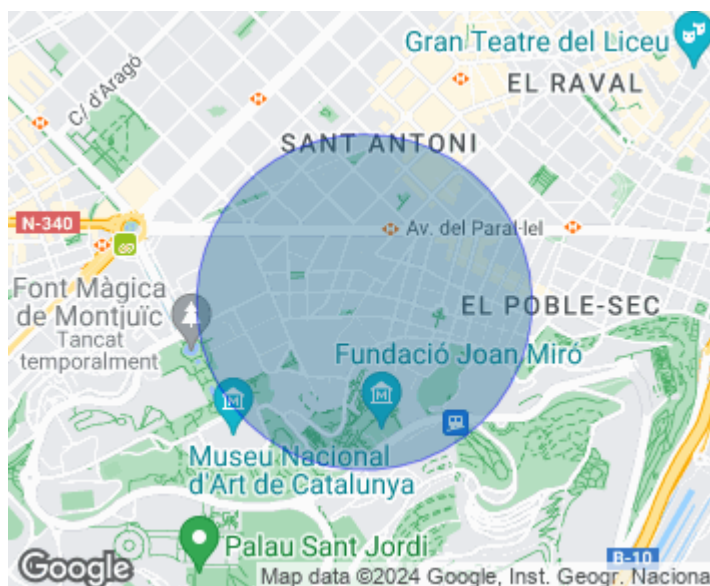 Gran Teatre del Liceu
EL RAVAL
C/ d'Aragó
SANT ANTONI
N-340
Av. del Paral·lel
Font Màgica
de Montjuïc
Tancat
temporalment
EL POBLE-SEC
Fundació Joan Miró
Museu Nacional
d'Art de Catalunya
Palau Sant Jordi
B-10
Google
Map data ©2024 Google, Inst. Geogr. Naciona